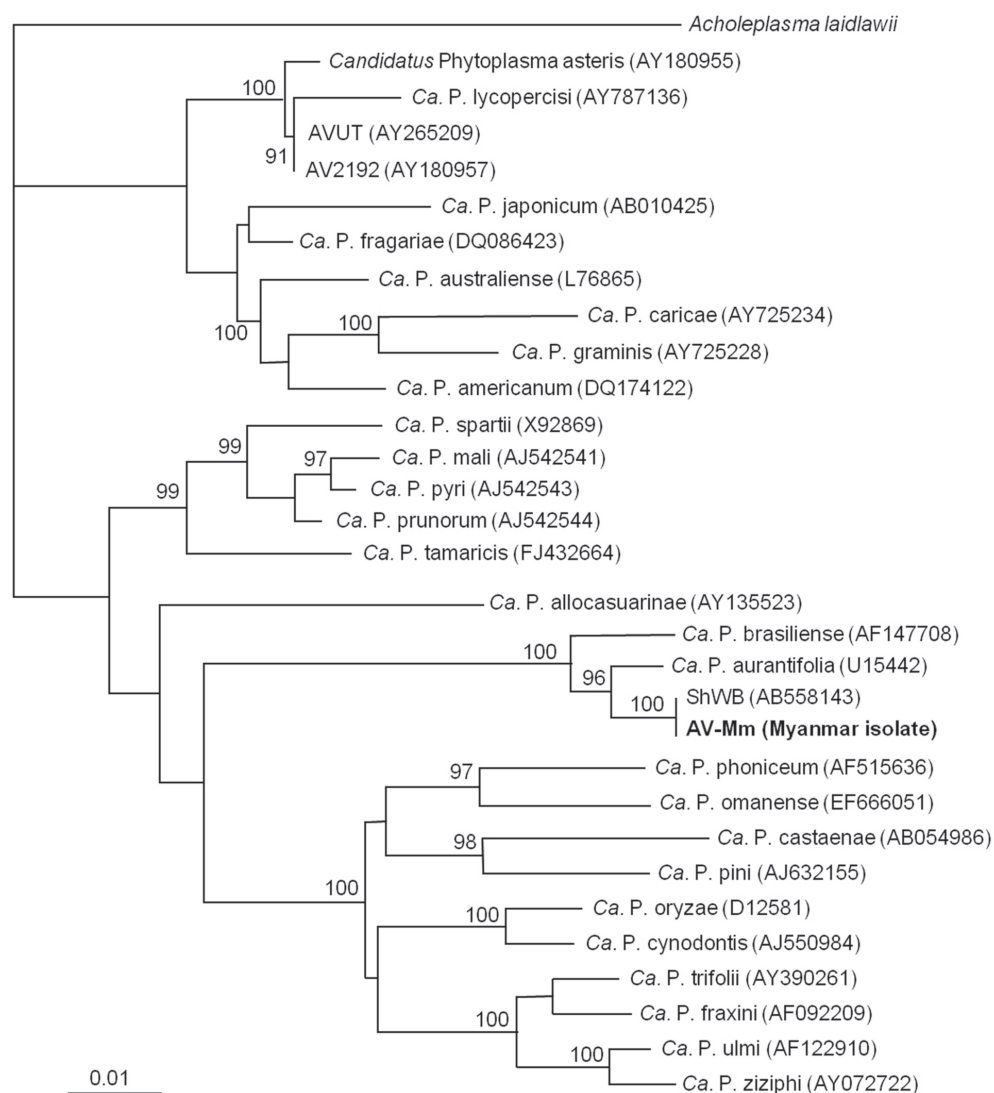 Acholeplasma laidlawii
Candidatus Phytoplasma asteris (AY180955)
100
Ca. P. lycopercisi (AY787136)
AVUT (AY265209)
91
AV2192 (AY180957)
Ca. P. japonicum (AB010425)
Ca. P. fragariae (DQ086423)
Ca. P. australiense (L76865)
100
Ca. P. caricae (AY725234)
100
Ca. P. graminis (AY725228)
Ca. P. americanum (DQ174122)
Ca. P. spartii (X92869)
99
97
Ca. P. mali (AJ542541)
99
Ca. P. pyri (AJ542543)
Ca. P. prunorum (AJ542544)
Ca. P. tamaricis (FJ432664)
Ca. P. allocasuarinae (AY135523)
Ca. P. brasiliense (AF147708)
100
Ca. P. aurantifolia (U15442)
96
ShWB (AB558143)
100
AV-Mm (Myanmar isolate)
97
Ca. P. phoniceum (AF515636)
Ca. P. omanense (EF666051)
98
Ca. P. castaenae (AB054986)
Ca. P. pini (AJ632155)
100
Ca. P. oryzae (D12581)
100
Ca. P. cynodontis (AJ550984)
Ca. P. trifolii (AY390261)
100
Ca. P. fraxini (AF092209)
100
Ca. P. ulmi (AF122910)
Ca. P. ziziphi (AY072722)
0.01